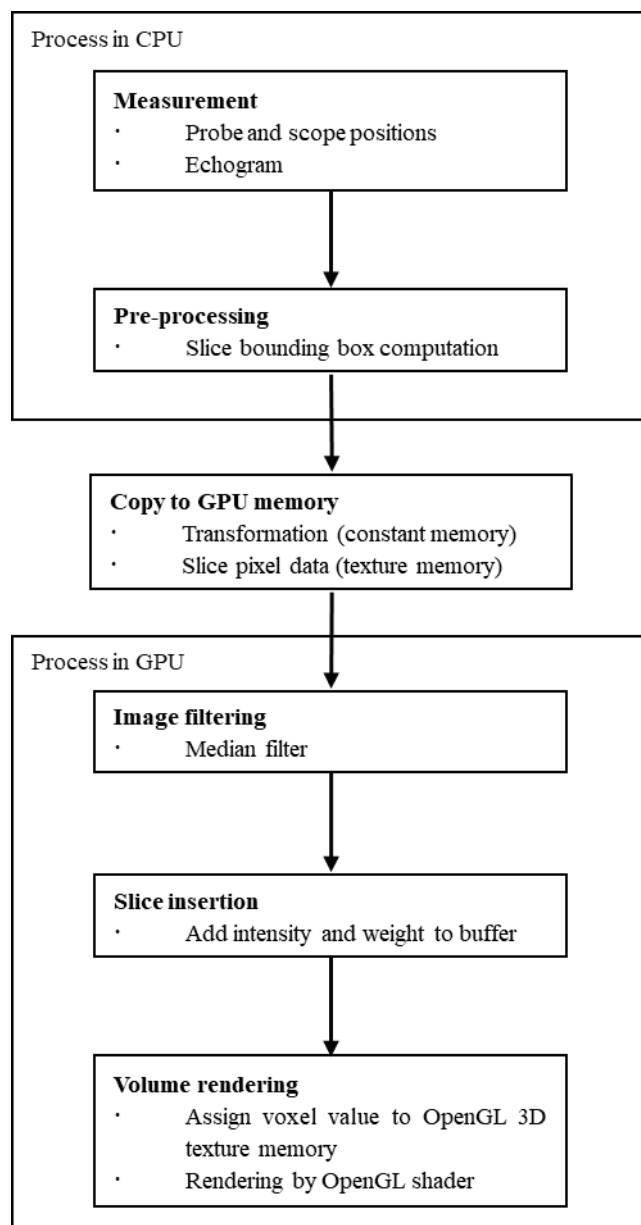 Process in CPU
Measurement
· Probe and scope positions
· Echogram
Pre-processing
· Slice bounding box computation
Copy to GPU memory
· Transformation (constant memory)
· Slice pixel data (texture memory)
Process in GPU
Image filtering
· Median filter
Slice insertion
· Add intensity and weight to buffer
Volume rendering
· Assign voxel value to OpenGL 3D
texture memory
· Rendering by OpenGL shader